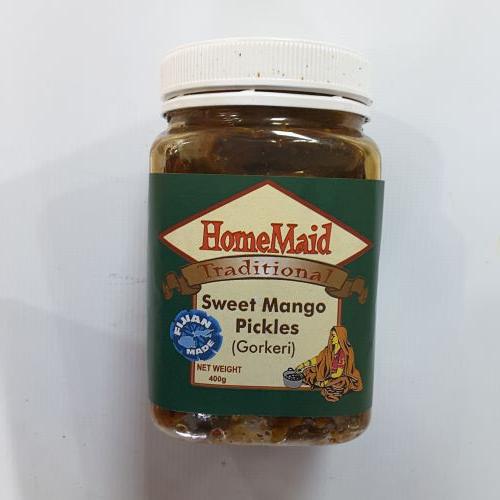 HomeMaid
Traditional
Sweet Mango
Pickles
(Gorkeri)
FIJIAN
MADE
NET WEIGHT
400g